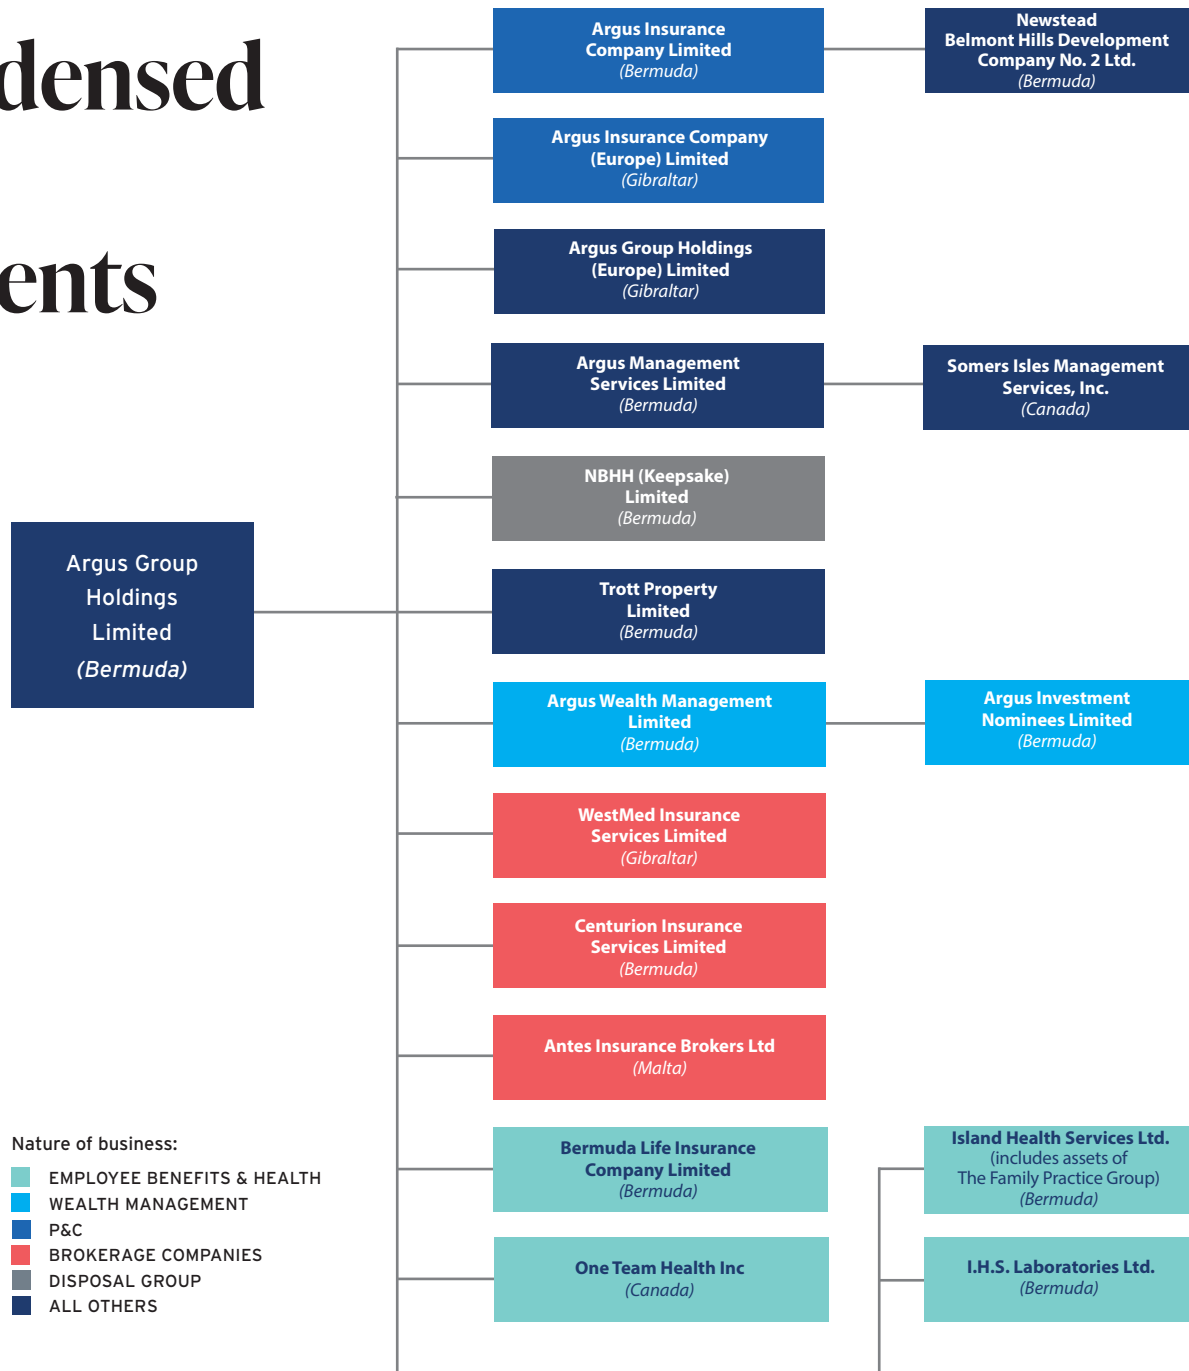 densed
ents
Argus Group
Holdings
Limited
(Bermuda)
Argus Insurance
Company Limited
(Bermuda)
Newstead
Belmont Hills Development
Company No. 2 Ltd.
(Bermuda)
Argus Insurance Company
(Europe) Limited
(Gibraltar)
Argus Group Holdings
(Europe) Limited
(Gibraltar)
Argus Management
Services Limited
(Bermuda)
Somers Isles Management
Services, Inc.
(Canada)
NBHH (Keepsake)
Limited
(Bermuda)
Trott Property
Limited
(Bermuda)
Argus Wealth Management
Limited
(Bermuda)
Argus Investment
Nominees Limited
(Bermuda)
WestMed Insurance
Services Limited
(Gibraltar)
Centurion Insurance
Services Limited
(Bermuda)
Antes Insurance Brokers Ltd
(Malta)
Bermuda Life Insurance
Company Limited
(Bermuda)
Island Health Services Ltd.
(includes assets of
The Family Practice Group)
(Bermuda)
One Team Health Inc
(Canada)
I.H.S. Laboratories Ltd.
(Bermuda)
Nature of business:
EMPLOYEE BENEFITS & HEALTH
WEALTH MANAGEMENT
P&C
BROKERAGE COMPANIES
DISPOSAL GROUP
ALL OTHERS